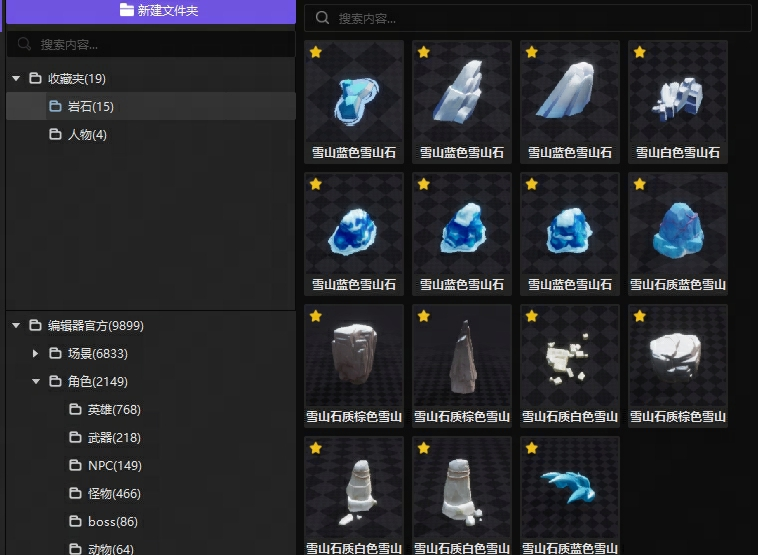 新建文件夹
搜索内容...
收藏夹(19)
岩石(15)
人物(4)
编辑器官方(9899)
场景(6833)
角色(2149)
英雄(768)
武器(218)
NPC(149)
怪物(466)
boss(86)
动物(64)
搜索内容...
雪山蓝色雪山石
雪山蓝色雪山石
雪山蓝色雪山石
雪山白色雪山石
雪山蓝色雪山石
雪山蓝色雪山石
雪山蓝色雪山石
雪山石质蓝色雪山
雪山石质棕色雪山
雪山石质棕色雪山
雪山石质白色雪山
雪山石质棕色雪山
雪山石质白色雪山
雪山石质白色雪山
雪山石质蓝色雪山